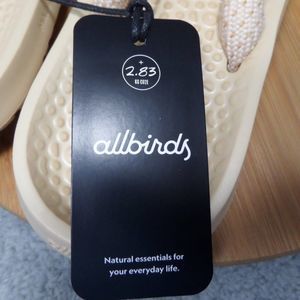 +
2.83
KG CO2E
allbirds
Natural essentials for
your everyday life.